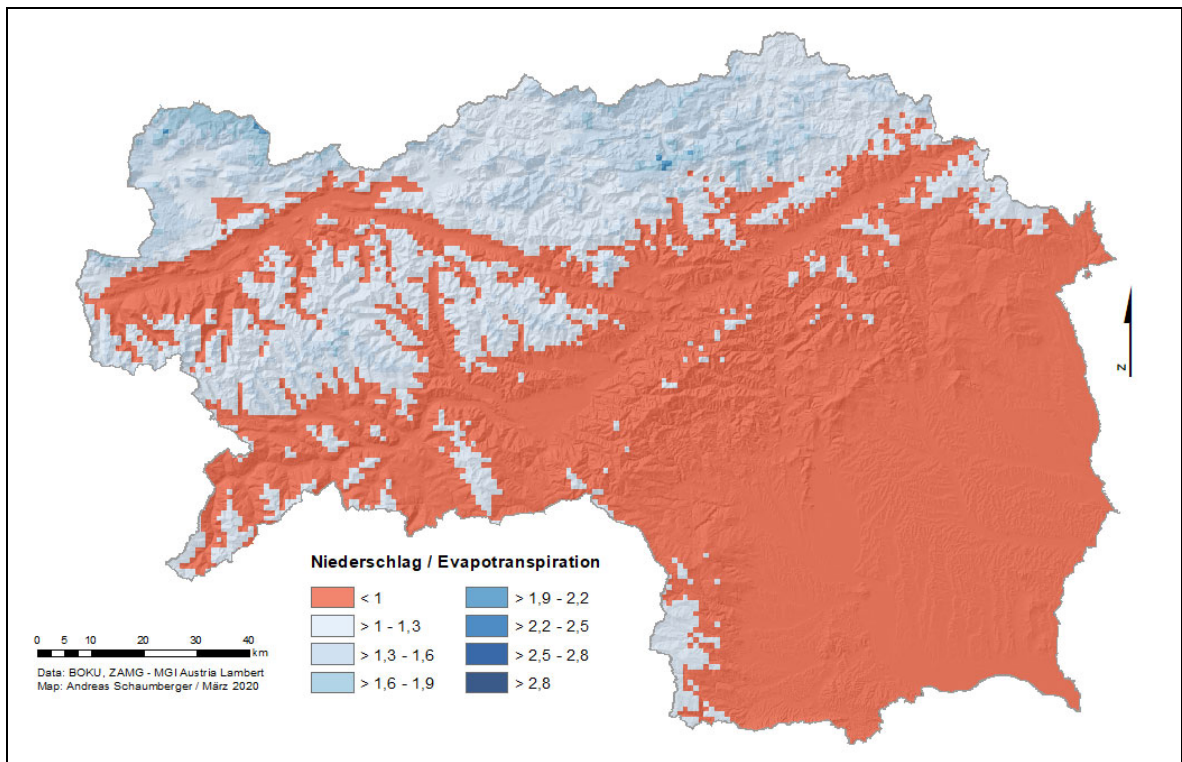 N
Niederschlag / Evapotranspiration
< 1
> 1 - 1,3
> 1,3 - 1,6
> 1,6 - 1,9
> 1,9 - 2,2
> 2,2 - 2,5
> 2,5 - 2,8
> 2,8
0 5 10 20 30 40
km
Data: BOKU, ZAMG - MGI Austria Lambert
Map: Andreas Schaumberger / März 2020